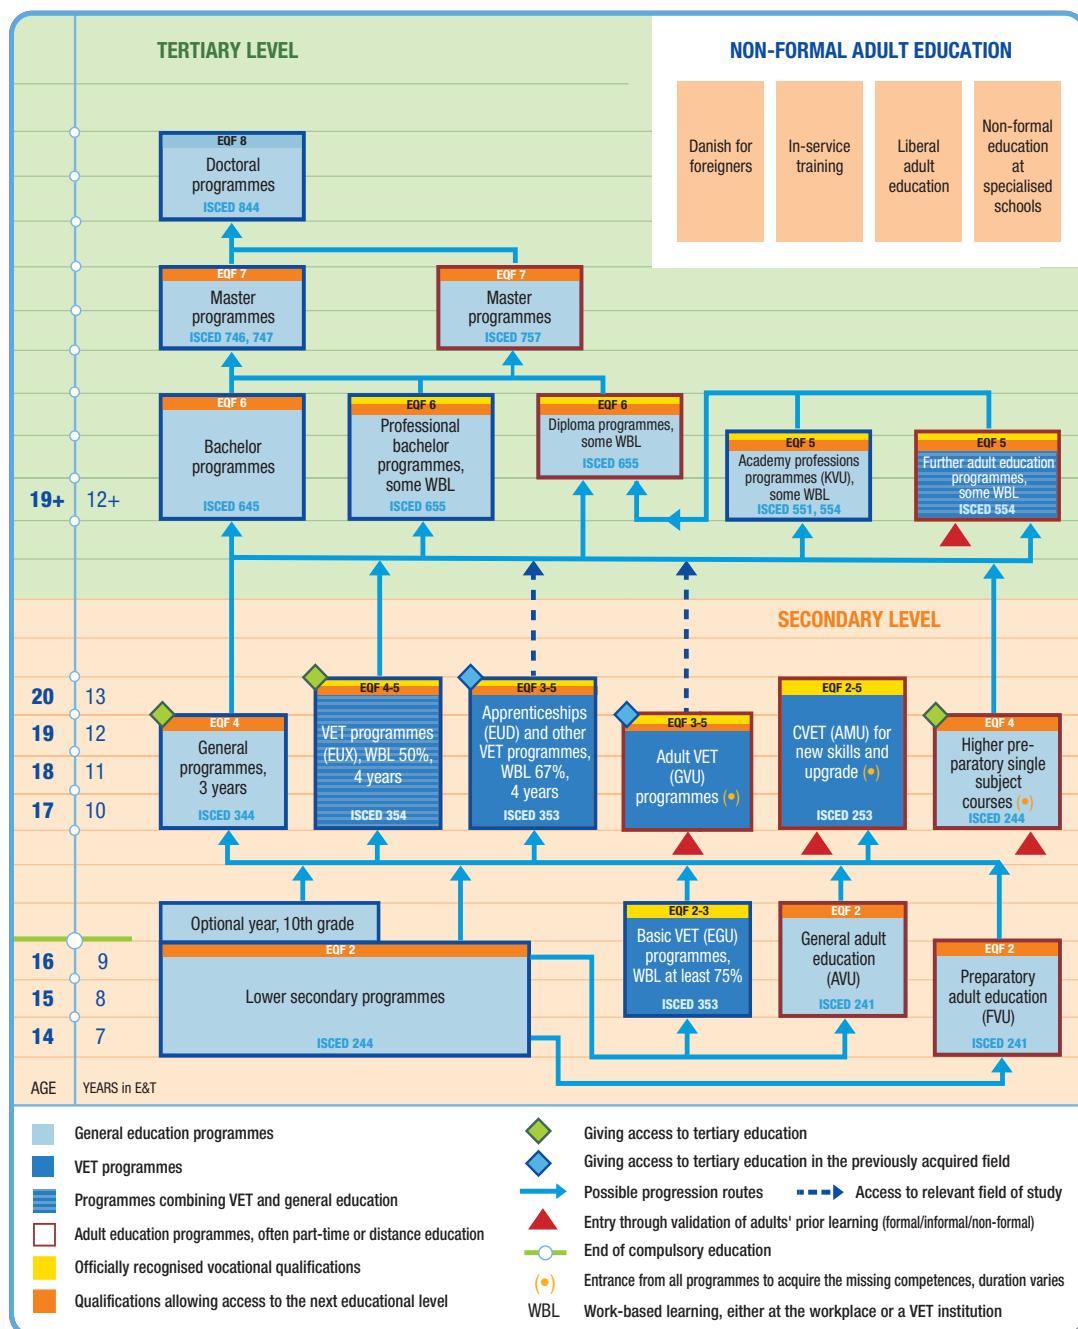 TERTIARY LEVEL
NON-FORMAL ADULT EDUCATION
Danish for
foreigners
In-service
training
Liberal
adult
education
Non-formal
education
at
specialised
schools
EQF 8
Doctoral
programmes
ISCED 844
EQF 7
Master
programmes
ISCED 746, 747
EQF 7
Master
programmes
ISCED 757
EQF 6
Bachelor
programmes
ISCED 645
EQF 6
Professional
bachelor
programmes,
some WBL
ISCED 655
EQF 6
Diploma programmes,
some WBL
ISCED 655
EQF 5
Academy professions
programmes (KVU),
some WBL
ISCED 551, 554
EQF 5
Further adult education
programmes,
some WBL
ISCED 554
19+ 12+
SECONDARY LEVEL
20 13
19 12
18 11
17 10
EQF 4
General
programmes,
3 years
ISCED 344
EQF 4-5
VET programmes
(EUX), WBL 50%,
4 years
ISCED 354
EQF 3-5
Apprenticeships
(EUD) and other
VET programmes,
WBL 67%,
4 years
ISCED 353
EQF 3-5
Adult VET
(GVU)
programmes (•)
EQF 2-5
CVET (AMU) for
new skills and
upgrade (•)
ISCED 253
EQF 4
Higher pre-
paratory single
subject
courses (•)
ISCED 244
Optional year, 10th grade
EQF 2
Lower secondary programmes
ISCED 244
EQF 2-3
Basic VET (EGU)
programmes,
WBL at least 75%
ISCED 353
EQF 2
General adult
education
(AVU)
ISCED 241
EQF 2
Preparatory
adult education
(FVU)
ISCED 241
16 9
15 8
14 7
AGE YEARS in E&T
General education programmes
VET programmes
Programmes combining VET and general education
Adult education programmes, often part-time or distance education
Officially recognised vocational qualifications
Qualifications allowing access to the next educational level
Giving access to tertiary education
Giving access to tertiary education in the previously acquired field
Possible progression routes
Access to relevant field of study
Entry through validation of adults' prior learning (formal/informal/non-formal)
End of compulsory education
(•) Entrance from all programmes to acquire the missing competences, duration varies
WBL Work-based learning, either at the workplace or a VET institution